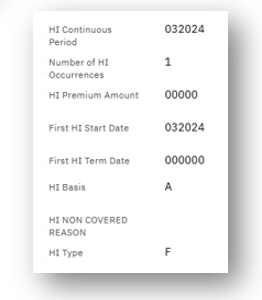 HI Continuous Period 032024
Number of HI Occurrences 1
HI Premium Amount 00000
First HI Start Date 032024
First HI Term Date 000000
HI Basis A
HI NON COVERED REASON
HI Type F